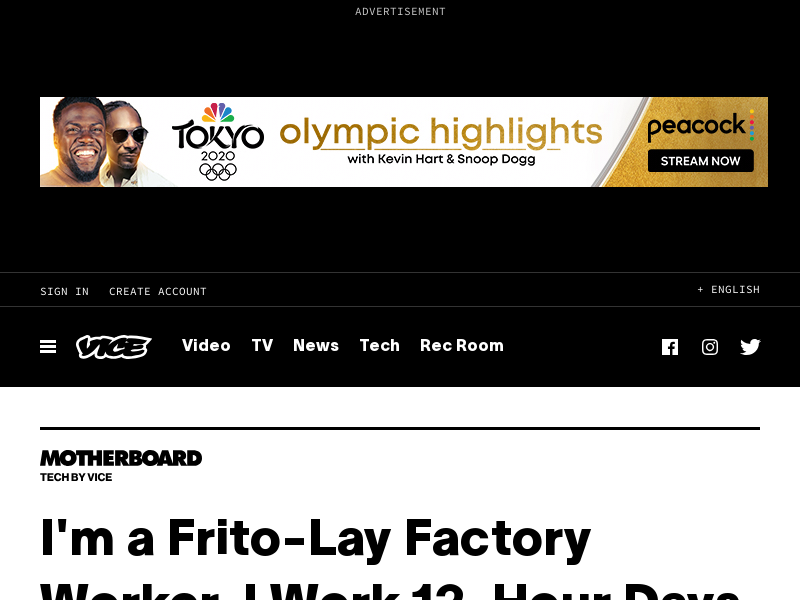 ADVERTISEMENT
TOKYO
2020
olympic highlights
with Kevin Hart & Snoop Dogg
peacock
STREAM NOW
SIGN IN CREATE ACCOUNT
+ ENGLISH
VICE Video TV News Tech Rec Room
MOTHERBOARD
TECH BY VICE
I'm a Frito-Lay Factory
Worker. I Work 12-Hour Days